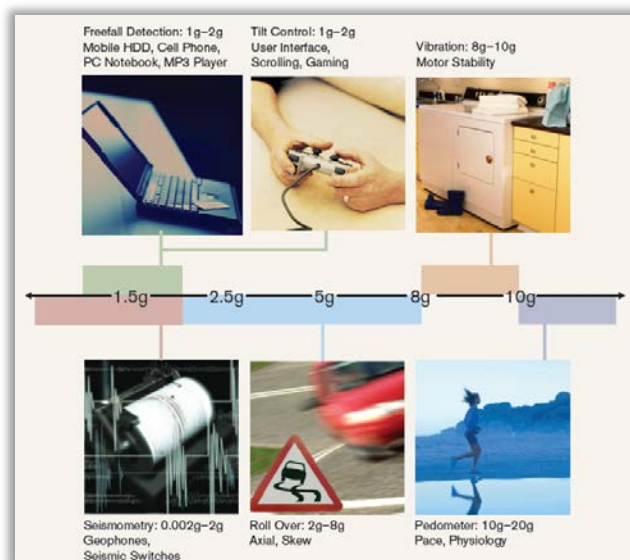 Freefall Detection: 1g–2g
Mobile HDD, Cell Phone,
PC Notebook, MP3 Player
Tilt Control: 1g–2g
User Interface,
Scrolling, Gaming
Vibration: 8g–10g
Motor Stability
1.5g
2.5g
5g
8g
10g
Seismometry: 0.002g–2g
Geophones,
Seismic Switches
Roll Over: 2g–8g
Axial, Skew
Pedometer: 10g–20g
Pace, Physiology